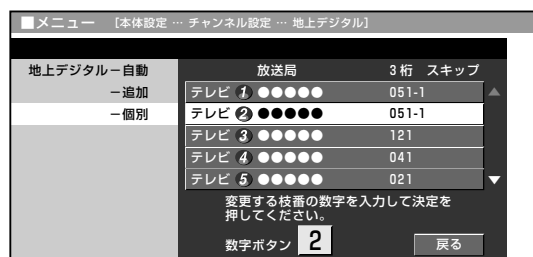 ■メニュー [本体設定 … チャンネル設定 … 地上デジタル]
地上デジタル－自動
－追加
－個別
放送局 3桁 スキップ
テレビ 1 ●●●●● 051-1
テレビ 2 ●●●●● 051-1
テレビ 3 ●●●●● 121
テレビ 4 ●●●●● 041
テレビ 5 ●●●●● 021
変更する枝番の数字を入力して決定を
押してください。
数字ボタン 2 戻る